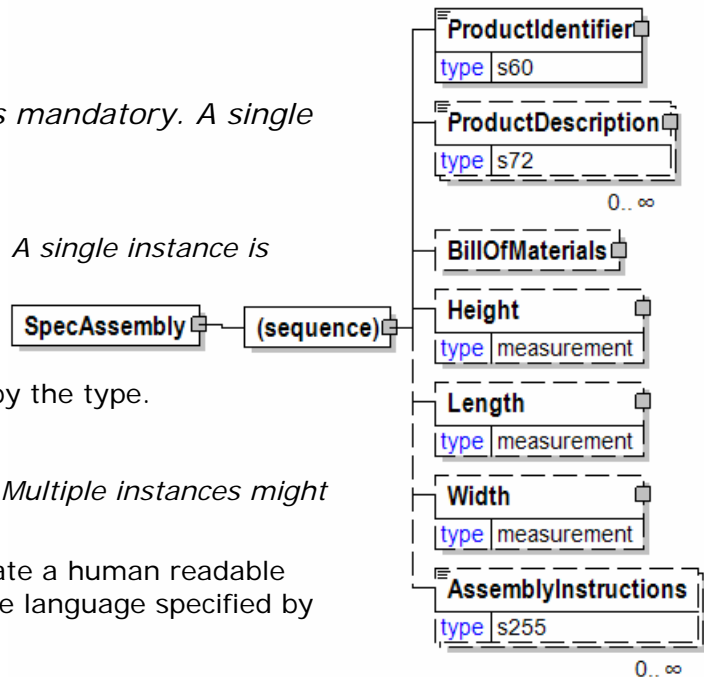 s mandatory. A single
A single instance is
by the type.
Multiple instances might
ate a human readable
e language specified by
SpecAssembly
(sequence)
ProductIdentifier
type s60
ProductDescription
type s72
0.. ∞
BillOfMaterials
Height
type measurement
Length
type measurement
Width
type measurement
AssemblyInstructions
type s255
0.. ∞